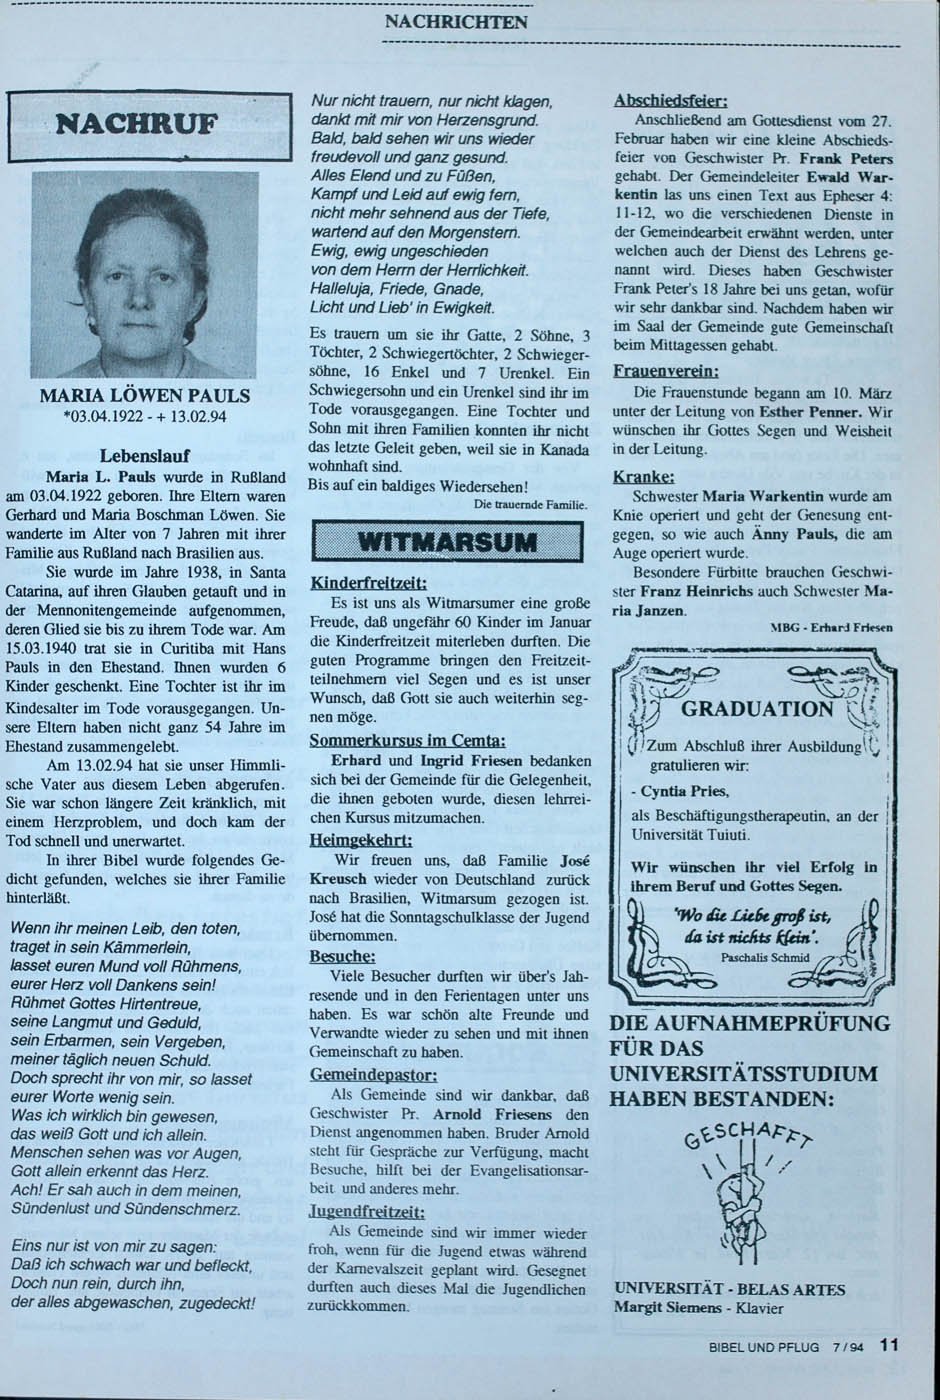 NACHRICHTEN
NACHRUF
MARIA LÖWEN PAULS
*03.04.1922 - + 13.02.94
Lebenslauf
Maria L. Pauls wurde in Rußland
am 03.04.1922 geboren. Ihre Eltern waren
Gerhard und Maria Boschman Löwen. Sie
wanderte im Alter von 7 Jahren mit ihrer
Familie aus Rußland nach Brasilien aus.
Sie wurde im Jahre 1938, in Santa
Catarina, auf ihren Glauben getauft und in
der Mennonitengemeinde aufgenommen,
deren Glied sie bis zu ihrem Tode war. Am
15.03.1940 trat sie in Curitiba mit Hans
Pauls in den Ehestand. Ihnen wurden 6
Kinder geschenkt. Eine Tochter ist ihr im
Kindesalter im Tode vorausgegangen. Un-
sere Eltern haben nicht ganz 54 Jahre im
Ehestand zusammengelebt.
Am 13.02.94 hat sie unser Himmli-
sche Vater aus diesem Leben abgerufen.
Sie war schon längere Zeit kränklich, mit
einem Herzproblem, und doch kam der
Tod schnell und unerwartet.
In ihrer Bibel wurde folgendes Ge-
dicht gefunden, welches sie ihrer Familie
hinterläßt.
Wenn ihr meinen Leib, den toten,
traget in sein Kämmerlein,
lasset euren Mund voll Rühmens,
eurer Herz voll Dankens sein!
Rühmet Gottes Hirtentreue,
seine Langmut und Geduld,
sein Erbarmen, sein Vergeben,
meiner täglich neuen Schuld.
Doch sprecht ihr von mir, so lasset
eurer Worte wenig sein.
Was ich wirklich bin gewesen,
das weiß Gott und ich allein.
Menschen sehen was vor Augen,
Gott allein erkennt das Herz.
Ach! Er sah auch in dem meinen,
Sündenlust und Sündenschmerz.
Eins nur ist von mir zu sagen:
Daß ich schwach war und befleckt,
Doch nun rein, durch ihn,
der alles abgewaschen, zugedeckt!
Nur nicht trauern, nur nicht klagen,
dankt mit mir von Herzensgrund.
Bald, bald sehen wir uns wieder
freudevoll und ganz gesund.
Alles Elend und zu Füßen,
Kampf und Leid auf ewig fern,
nicht mehr sehnend aus der Tiefe,
wartend auf den Morgenstern.
Ewig, ewig ungeschieden
von dem Herrn der Herrlichkeit.
Halleluja, Friede, Gnade,
Licht und Lieb' in Ewigkeit.
Es trauern um sie ihr Gatte, 2 Söhne, 3
Töchter, 2 Schwiegertöchter, 2 Schwieger-
söhne, 16 Enkel und 7 Urenkel. Ein
Schwiegersohn und ein Urenkel sind ihr im
Tode vorausgegangen. Eine Tochter und
Sohn mit ihren Familien konnten ihr nicht
das letzte Geleit geben, weil sie in Kanada
wohnhaft sind.
Bis auf ein baldiges Wiedersehen!
Die trauernde Familie.
WITMARSUM
Kinderfreitzeit:
Es ist uns als Witmarsumer eine große
Freude, daß ungefähr 60 Kinder im Januar
die Kinderfreitzeit miterleben durften. Die
guten Programme bringen den Freitzeit-
teilnehmern viel Segen und es ist unser
Wunsch, daß Gott sie auch weiterhin seg-
nen möge.
Sommerkursus im Cemta:
Erhard und Ingrid Friesen bedanken
sich bei der Gemeinde für die Gelegenheit,
die ihnen geboten wurde, diesen lehrrei-
chen Kursus mitzumachen.
Heimgekehrt:
Wir freuen uns, daß Familie José
Kreusch wieder von Deutschland zurück
nach Brasilien, Witmarsum gezogen ist.
José hat die Sonntagschulklasse der Jugend
übernommen.
Besuche:
Viele Besucher durften wir über's Jah-
resende und in den Ferientagen unter uns
haben. Es war schön alte Freunde und
Verwandte wieder zu sehen und mit ihnen
Gemeinschaft zu haben.
Gemeindepastor:
Als Gemeinde sind wir dankbar, daß
Geschwister Pr. Arnold Friesens den
Dienst angenommen haben. Bruder Arnold
steht für Gespräche zur Verfügung, macht
Besuche, hilft bei der Evangelisationsar-
beit und anderes mehr.
Jugendfreitzeit:
Als Gemeinde sind wir immer wieder
froh, wenn für die Jugend etwas während
der Karnevalszeit geplant wird. Gesegnet
durften auch dieses Mal die Jugendlichen
zurückkommen.
Abschiedsfeier:
Anschließend am Gottesdienst vom 27.
Februar haben wir eine kleine Abschieds-
feier von Geschwister Pr. Frank Peters
gehabt. Der Gemeindeleiter Ewald War-
kentin las uns einen Text aus Epheser 4:
11-12, wo die verschiedenen Dienste in
der Gemeindearbeit erwähnt werden, unter
welchen auch der Dienst des Lehrens ge-
nannt wird. Dieses haben Geschwister
Frank Peter's 18 Jahre bei uns getan, wofür
wir sehr dankbar sind. Nachdem haben wir
im Saal der Gemeinde gute Gemeinschaft
beim Mittagessen gehabt.
Frauenverein:
Die Frauenstunde begann am 10. März
unter der Leitung von Esther Penner. Wir
wünschen ihr Gottes Segen und Weisheit
in der Leitung.
Kranke:
Schwester Maria Warkentin wurde am
Knie operiert und geht der Genesung ent-
gegen, so wie auch Änny Pauls, die am
Auge operiert wurde.
Besondere Fürbitte brauchen Geschwi-
ster Franz Heinrichs auch Schwester Ma-
ria Janzen.
MBG - Erhard Friesen
GRADUATION
Zum Abschluß ihrer Ausbildung
gratulieren wir:
- Cyntia Pries,
als Beschäftigungstherapeutin, an der
Universität Tuiuti.
Wir wünschen ihr viel Erfolg in
ihrem Beruf und Gottes Segen.
'Wo die Liebe groß ist,
da ist nichts klein'.
Paschalis Schmid
DIE AUFNAHMEPRÜFUNG
FÜR DAS
UNIVERSITÄTSSTUDIUM
HABEN BESTANDEN:
GESCHAFFT
UNIVERSITÄT - BELAS ARTES
Margit Siemens - Klavier
BIBEL UND PFLUG 7 / 94 11